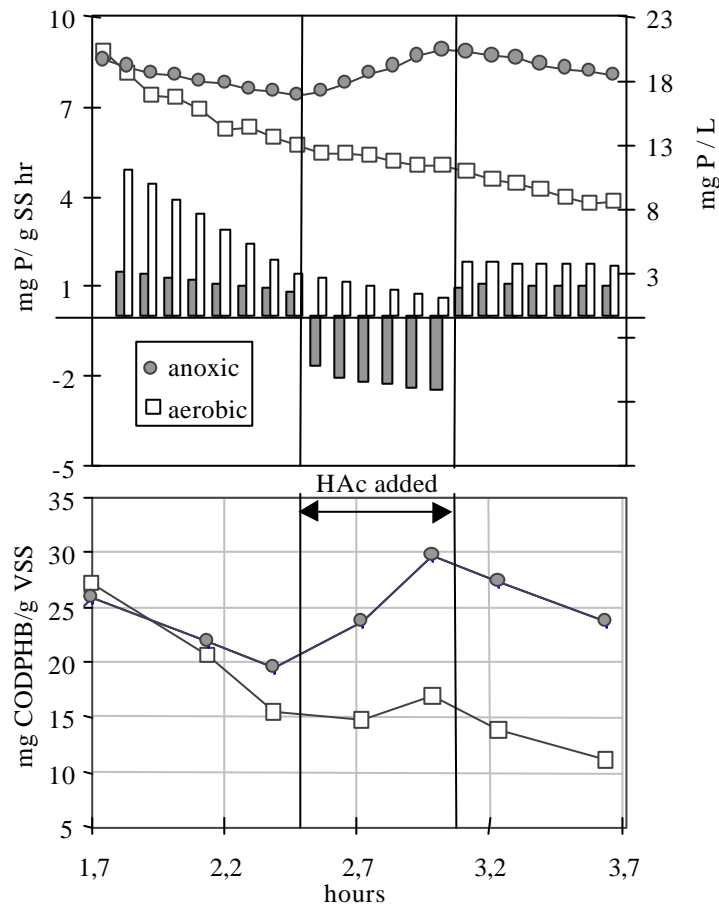 10
7
4
1
-2
-5
mg P/ g SS hr
23
18
13
8
3
mg P / L
anoxic
aerobic
HAc added
35
30
25
20
15
10
5
mg CODPHB/g VSS
1,7 2,2 2,7 3,2 3,7
hours